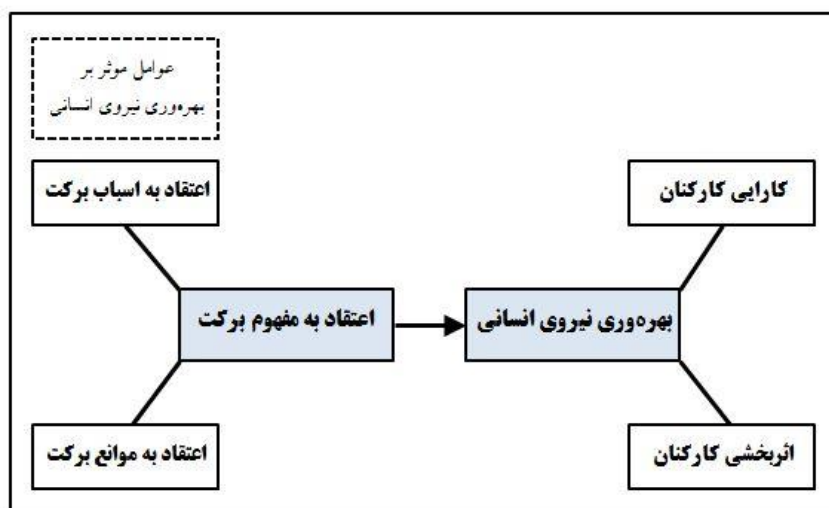 عوامل موثر بر
بهره‌وری نیروی انسانی
کارایی کارکنان
اعتقاد به اسباب برکت
بهره‌وری نیروی انسانی
اعتقاد به مفهوم برکت
اثربخشی کارکنان
اعتقاد به موانع برکت